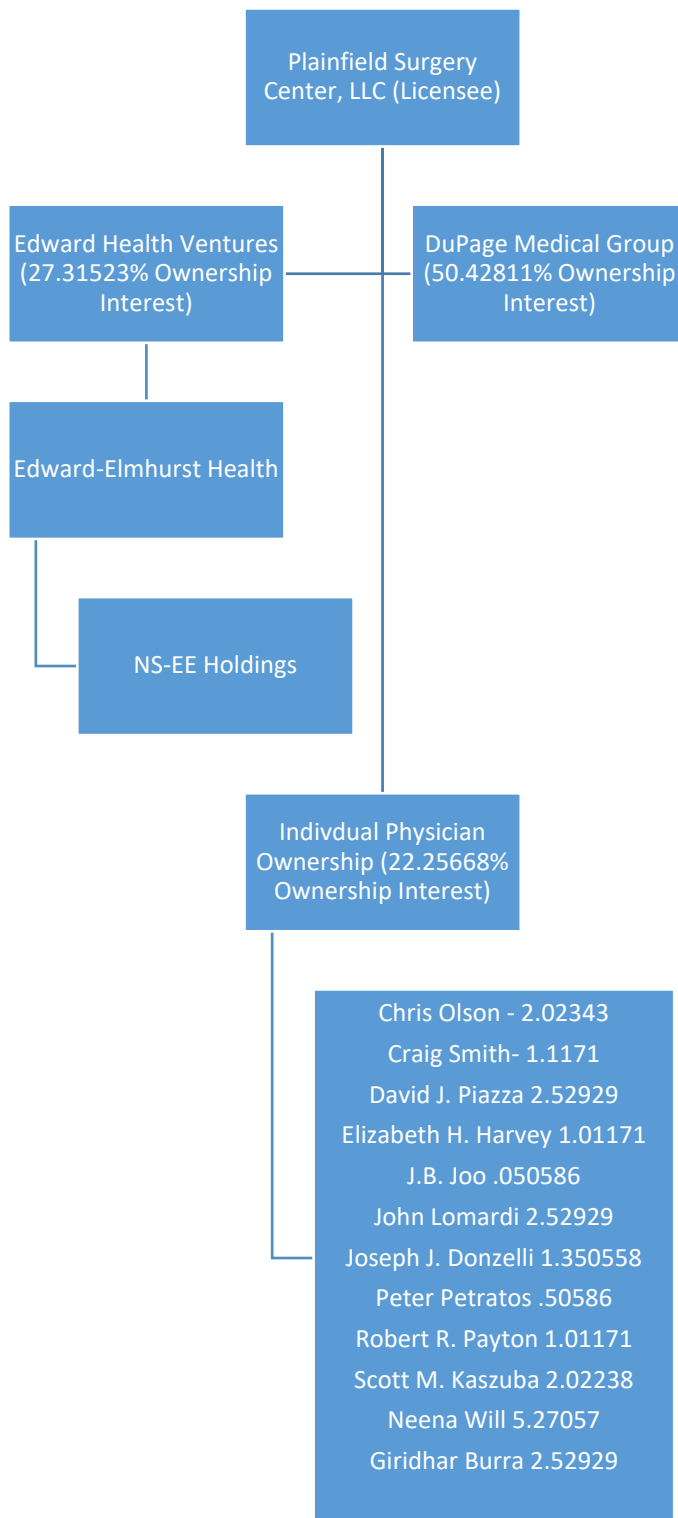 Plainfield Surgery
Center, LLC (Licensee)
Edward Health Ventures
(27.31523% Ownership
Interest)
DuPage Medical Group
(50.42811% Ownership
Interest)
Edward-Elmhurst Health
NS-EE Holdings
Indivdual Physician
Ownership (22.25668%
Ownership Interest)
Chris Olson - 2.02343
Craig Smith- 1.1171
David J. Piazza 2.52929
Elizabeth H. Harvey 1.01171
J.B. Joo .050586
John Lomardi 2.52929
Joseph J. Donzelli 1.350558
Peter Petratos .50586
Robert R. Payton 1.01171
Scott M. Kaszuba 2.02238
Neena Will 5.27057
Giridhar Burra 2.52929